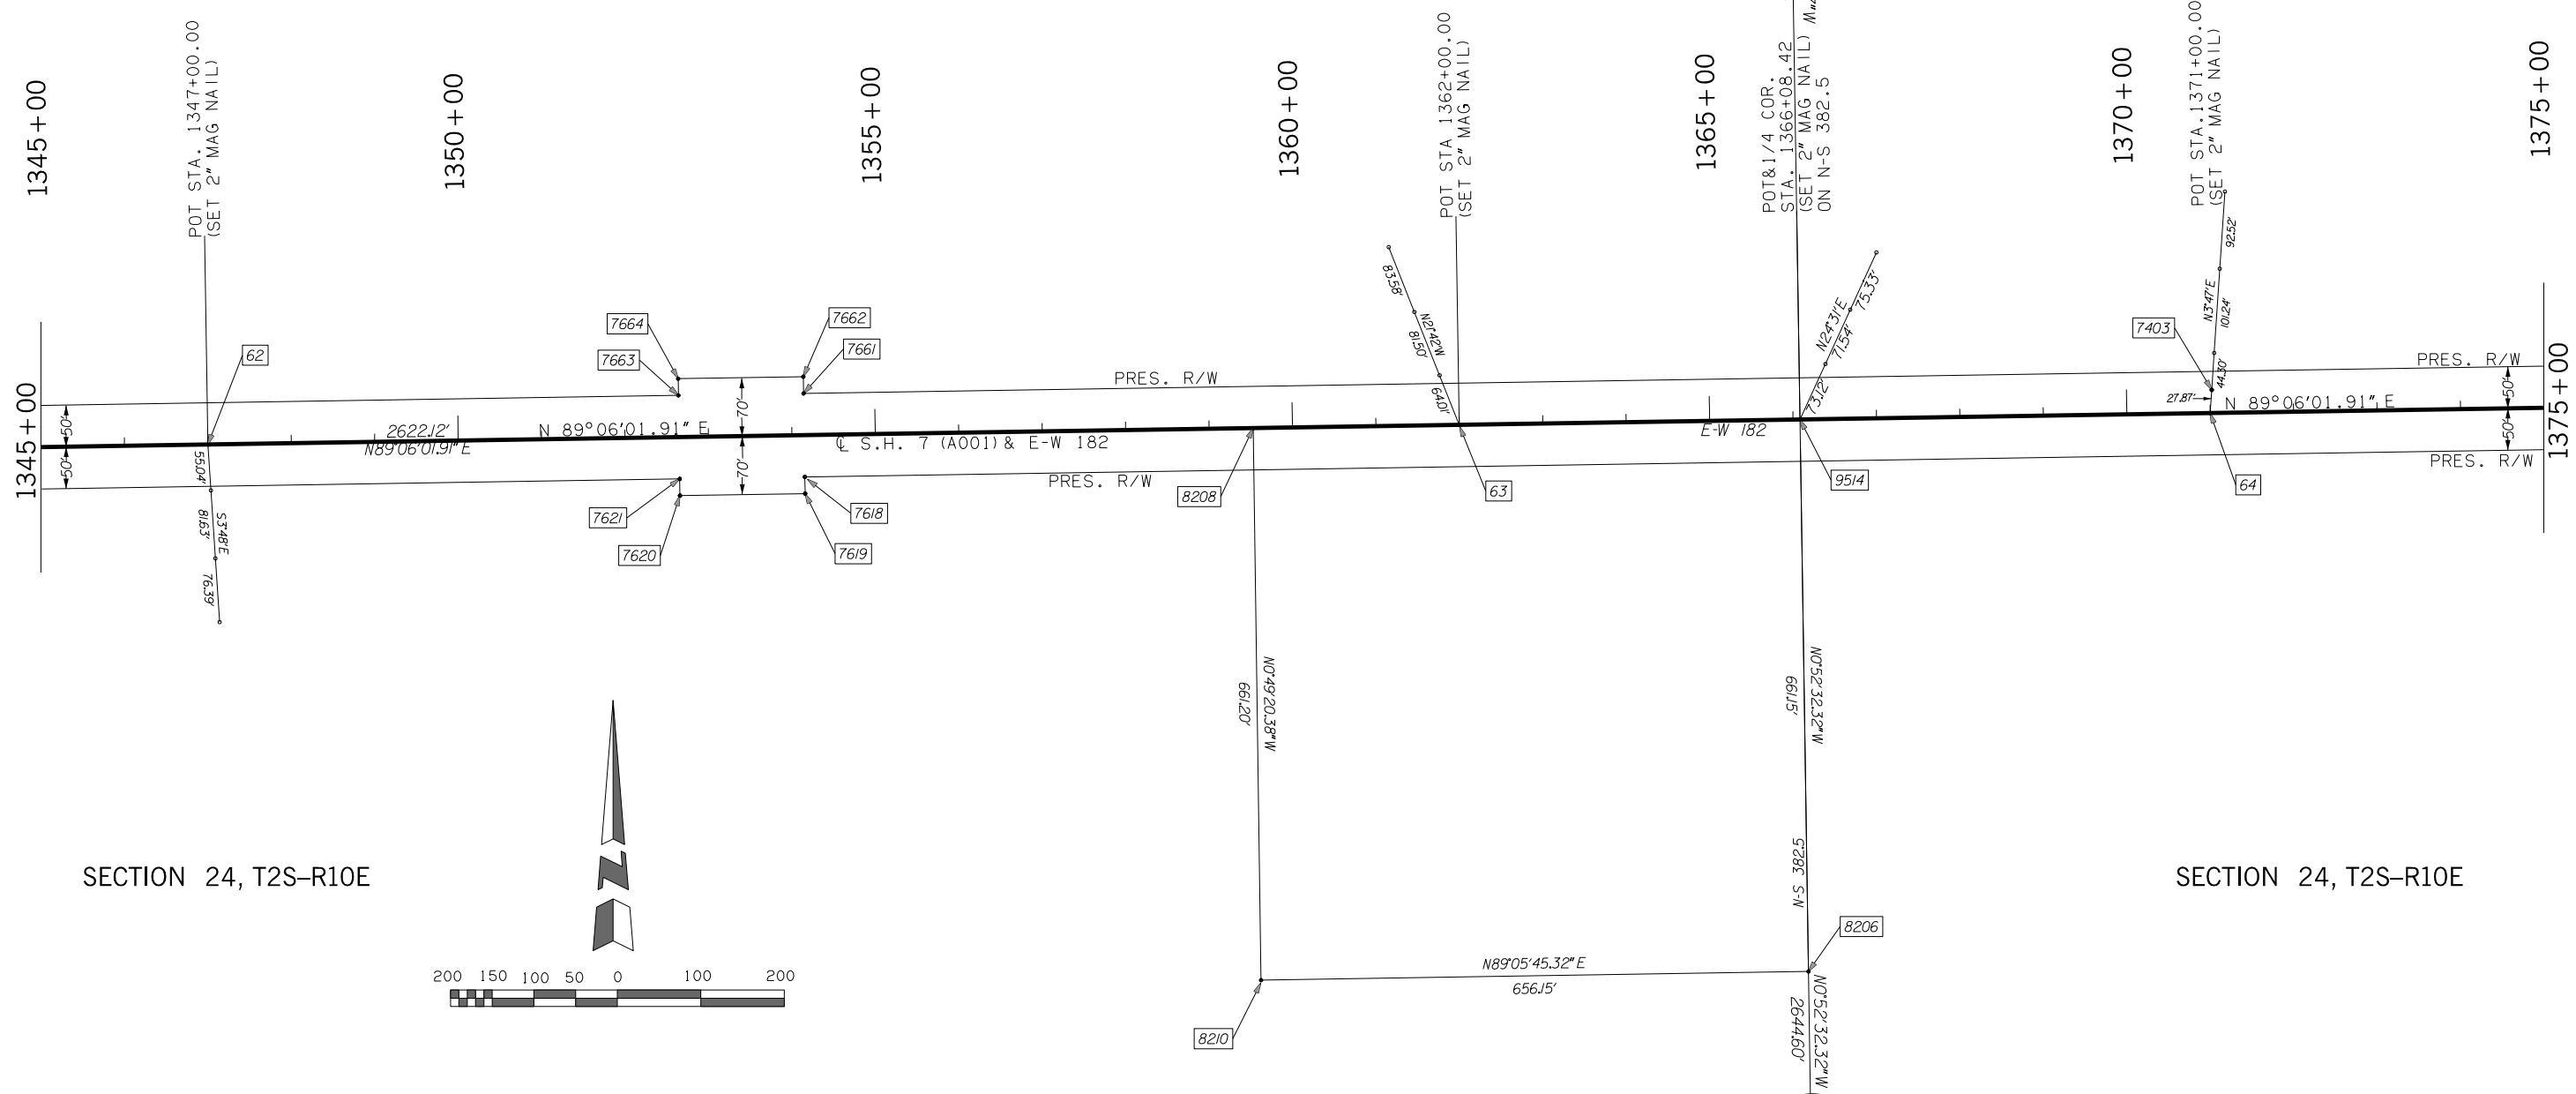 1345+00
POT STA. 1347+00.00
(SET 2" MAG NAIL)
1350+00
1355+00
1360+00
POT STA 1362+00.00
(SET 2" MAG NAIL)
1365+00
POT&1/4 COR.
STA. 1366+08.42
(SET 2" MAG NAIL)
ON N-S 382.5
1370+00
POT STA.1371+00.00
(SET 2" MAG NAIL)
1375+00
7664
7663
7662
7661
62
83.58'
N21°42'W
81.50'
64.01'
N24°31'E
75.33'
71.54'
73.12'
92.52'
N3°47'E
101.24'
44.30'
27.87'
7403
PRES. R/W
PRES. R/W
1345+00
50'
50'
2622.12'
N89°06'01.91"E
N 89°06'01.91" E
70'
70'
℄ S.H. 7 (A001) & E-W 182
E-W 182
N 89°06'01.91" E
50'
50'
1375+00
PRES. R/W
PRES. R/W
55.04'
S3°48'E
81.63'
76.39'
7621
7620
7618
7619
8208
63
9514
64
N0°49'20.38"W
661.20'
N0°52'32.32"W
661.15'
N-S 382.5
SECTION 24, T2S–R10E
SECTION 24, T2S–R10E
N
8206
N89°05'45.32"E
656.15'
8210
N0°52'32.32"W
2644.60'
200 150 100 50 0 100 200